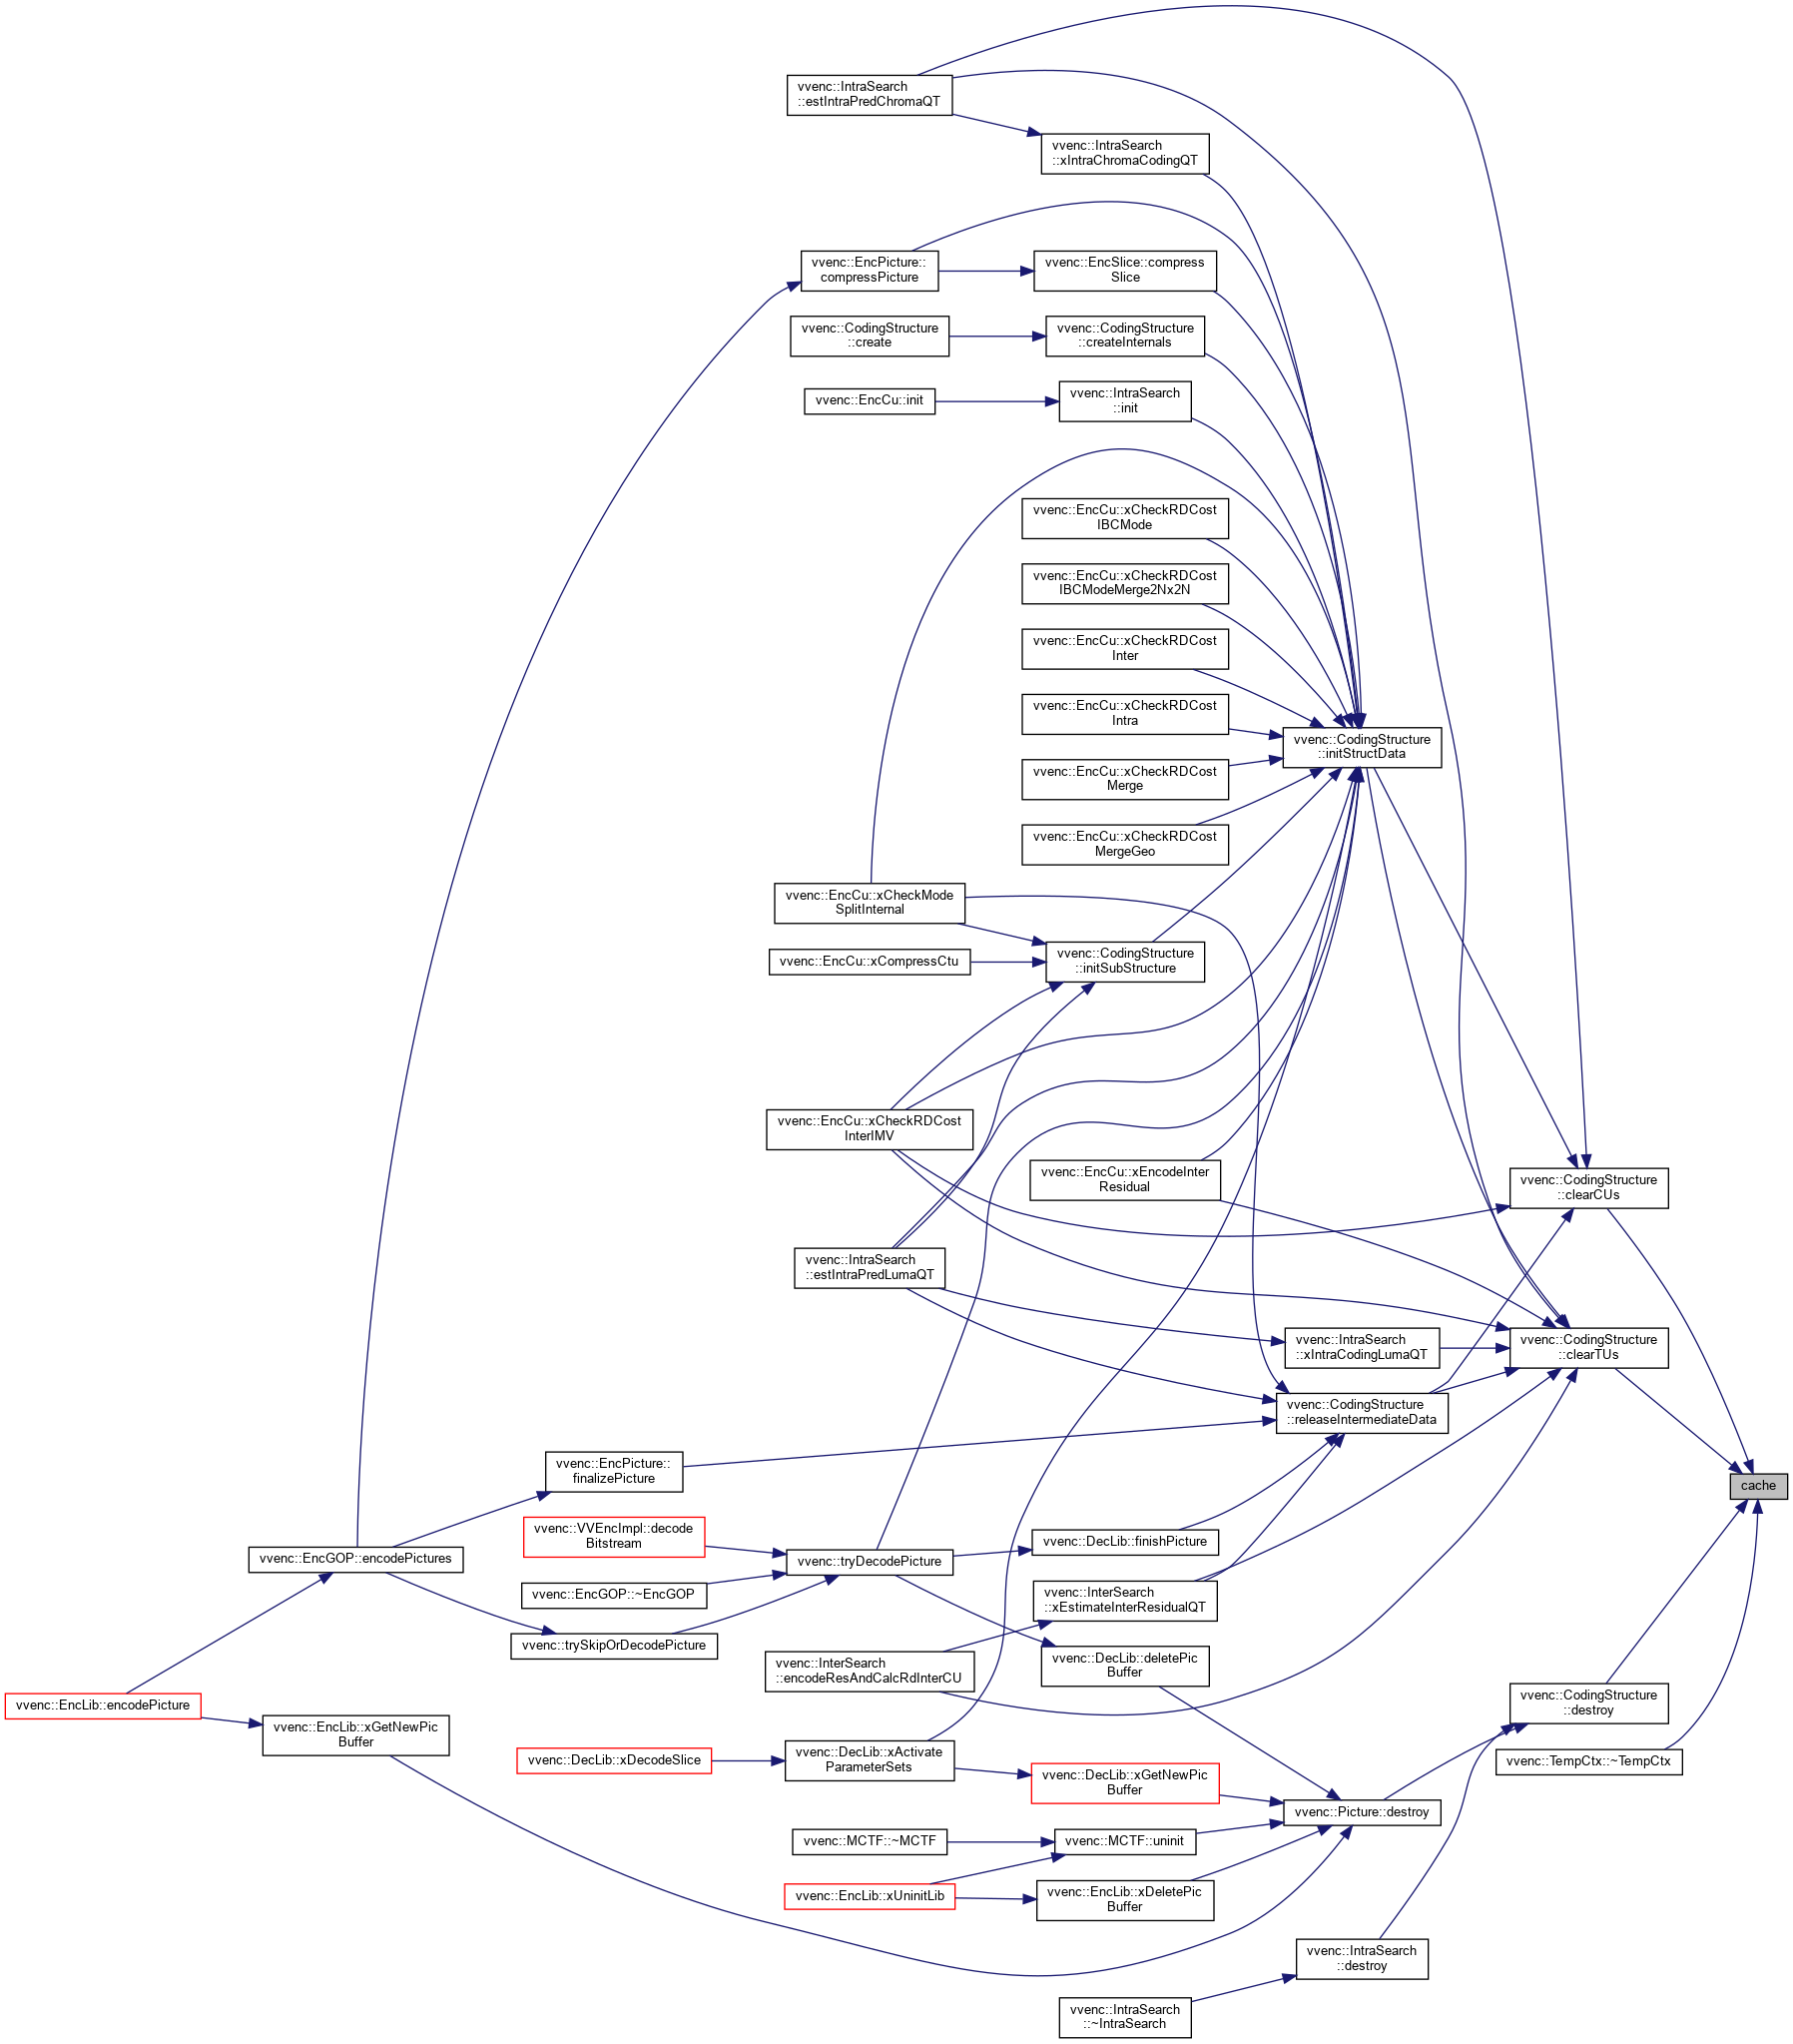 vvenc::IntraSearch
::estIntraPredChromaQT
vvenc::IntraSearch
::xIntraChromaCodingQT
vvenc::EncPicture::
compressPicture
vvenc::EncSlice::compress
Slice
vvenc::CodingStructure
::create
vvenc::CodingStructure
::createInternals
vvenc::EncCu::init
vvenc::IntraSearch
::init
vvenc::EncCu::xCheckRDCost
IBCMode
vvenc::EncCu::xCheckRDCost
IBCModeMerge2Nx2N
vvenc::EncCu::xCheckRDCost
Inter
vvenc::EncCu::xCheckRDCost
Intra
vvenc::CodingStructure
::initStructData
vvenc::EncCu::xCheckRDCost
Merge
vvenc::EncCu::xCheckRDCost
MergeGeo
vvenc::EncCu::xCheckMode
SplitInternal
vvenc::EncCu::xCompressCtu
vvenc::CodingStructure
::initSubStructure
vvenc::EncCu::xCheckRDCost
InterIMV
vvenc::EncCu::xEncodeInter
Residual
vvenc::CodingStructure
::clearCUs
vvenc::IntraSearch
::estIntraPredLumaQT
vvenc::IntraSearch
::xIntraCodingLumaQT
vvenc::CodingStructure
::clearTUs
vvenc::CodingStructure
::releaseIntermediateData
vvenc::EncPicture::
finalizePicture
cache
vvenc::VVEncImpl::decode
Bitstream
vvenc::DecLib::finishPicture
vvenc::EncGOP::encodePictures
vvenc::tryDecodePicture
vvenc::EncGOP::~EncGOP
vvenc::InterSearch
::xEstimateInterResidualQT
vvenc::trySkipOrDecodePicture
vvenc::InterSearch
::encodeResAndCalcRdInterCU
vvenc::DecLib::deletePic
Buffer
vvenc::EncLib::encodePicture
vvenc::CodingStructure
::destroy
vvenc::EncLib::xGetNewPic
Buffer
vvenc::DecLib::xDecodeSlice
vvenc::DecLib::xActivate
ParameterSets
vvenc::TempCtx::~TempCtx
vvenc::DecLib::xGetNewPic
Buffer
vvenc::Picture::destroy
vvenc::MCTF::~MCTF
vvenc::MCTF::uninit
vvenc::EncLib::xUninitLib
vvenc::EncLib::xDeletePic
Buffer
vvenc::IntraSearch
::destroy
vvenc::IntraSearch
::~IntraSearch